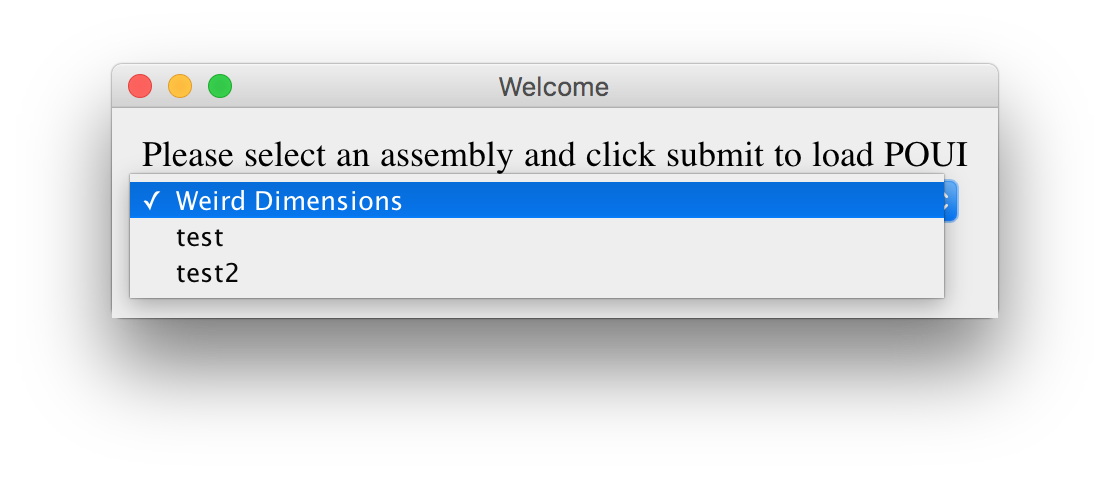 Welcome
Please select an assembly and click submit to load POUI
✓ Weird Dimensions
test
test2